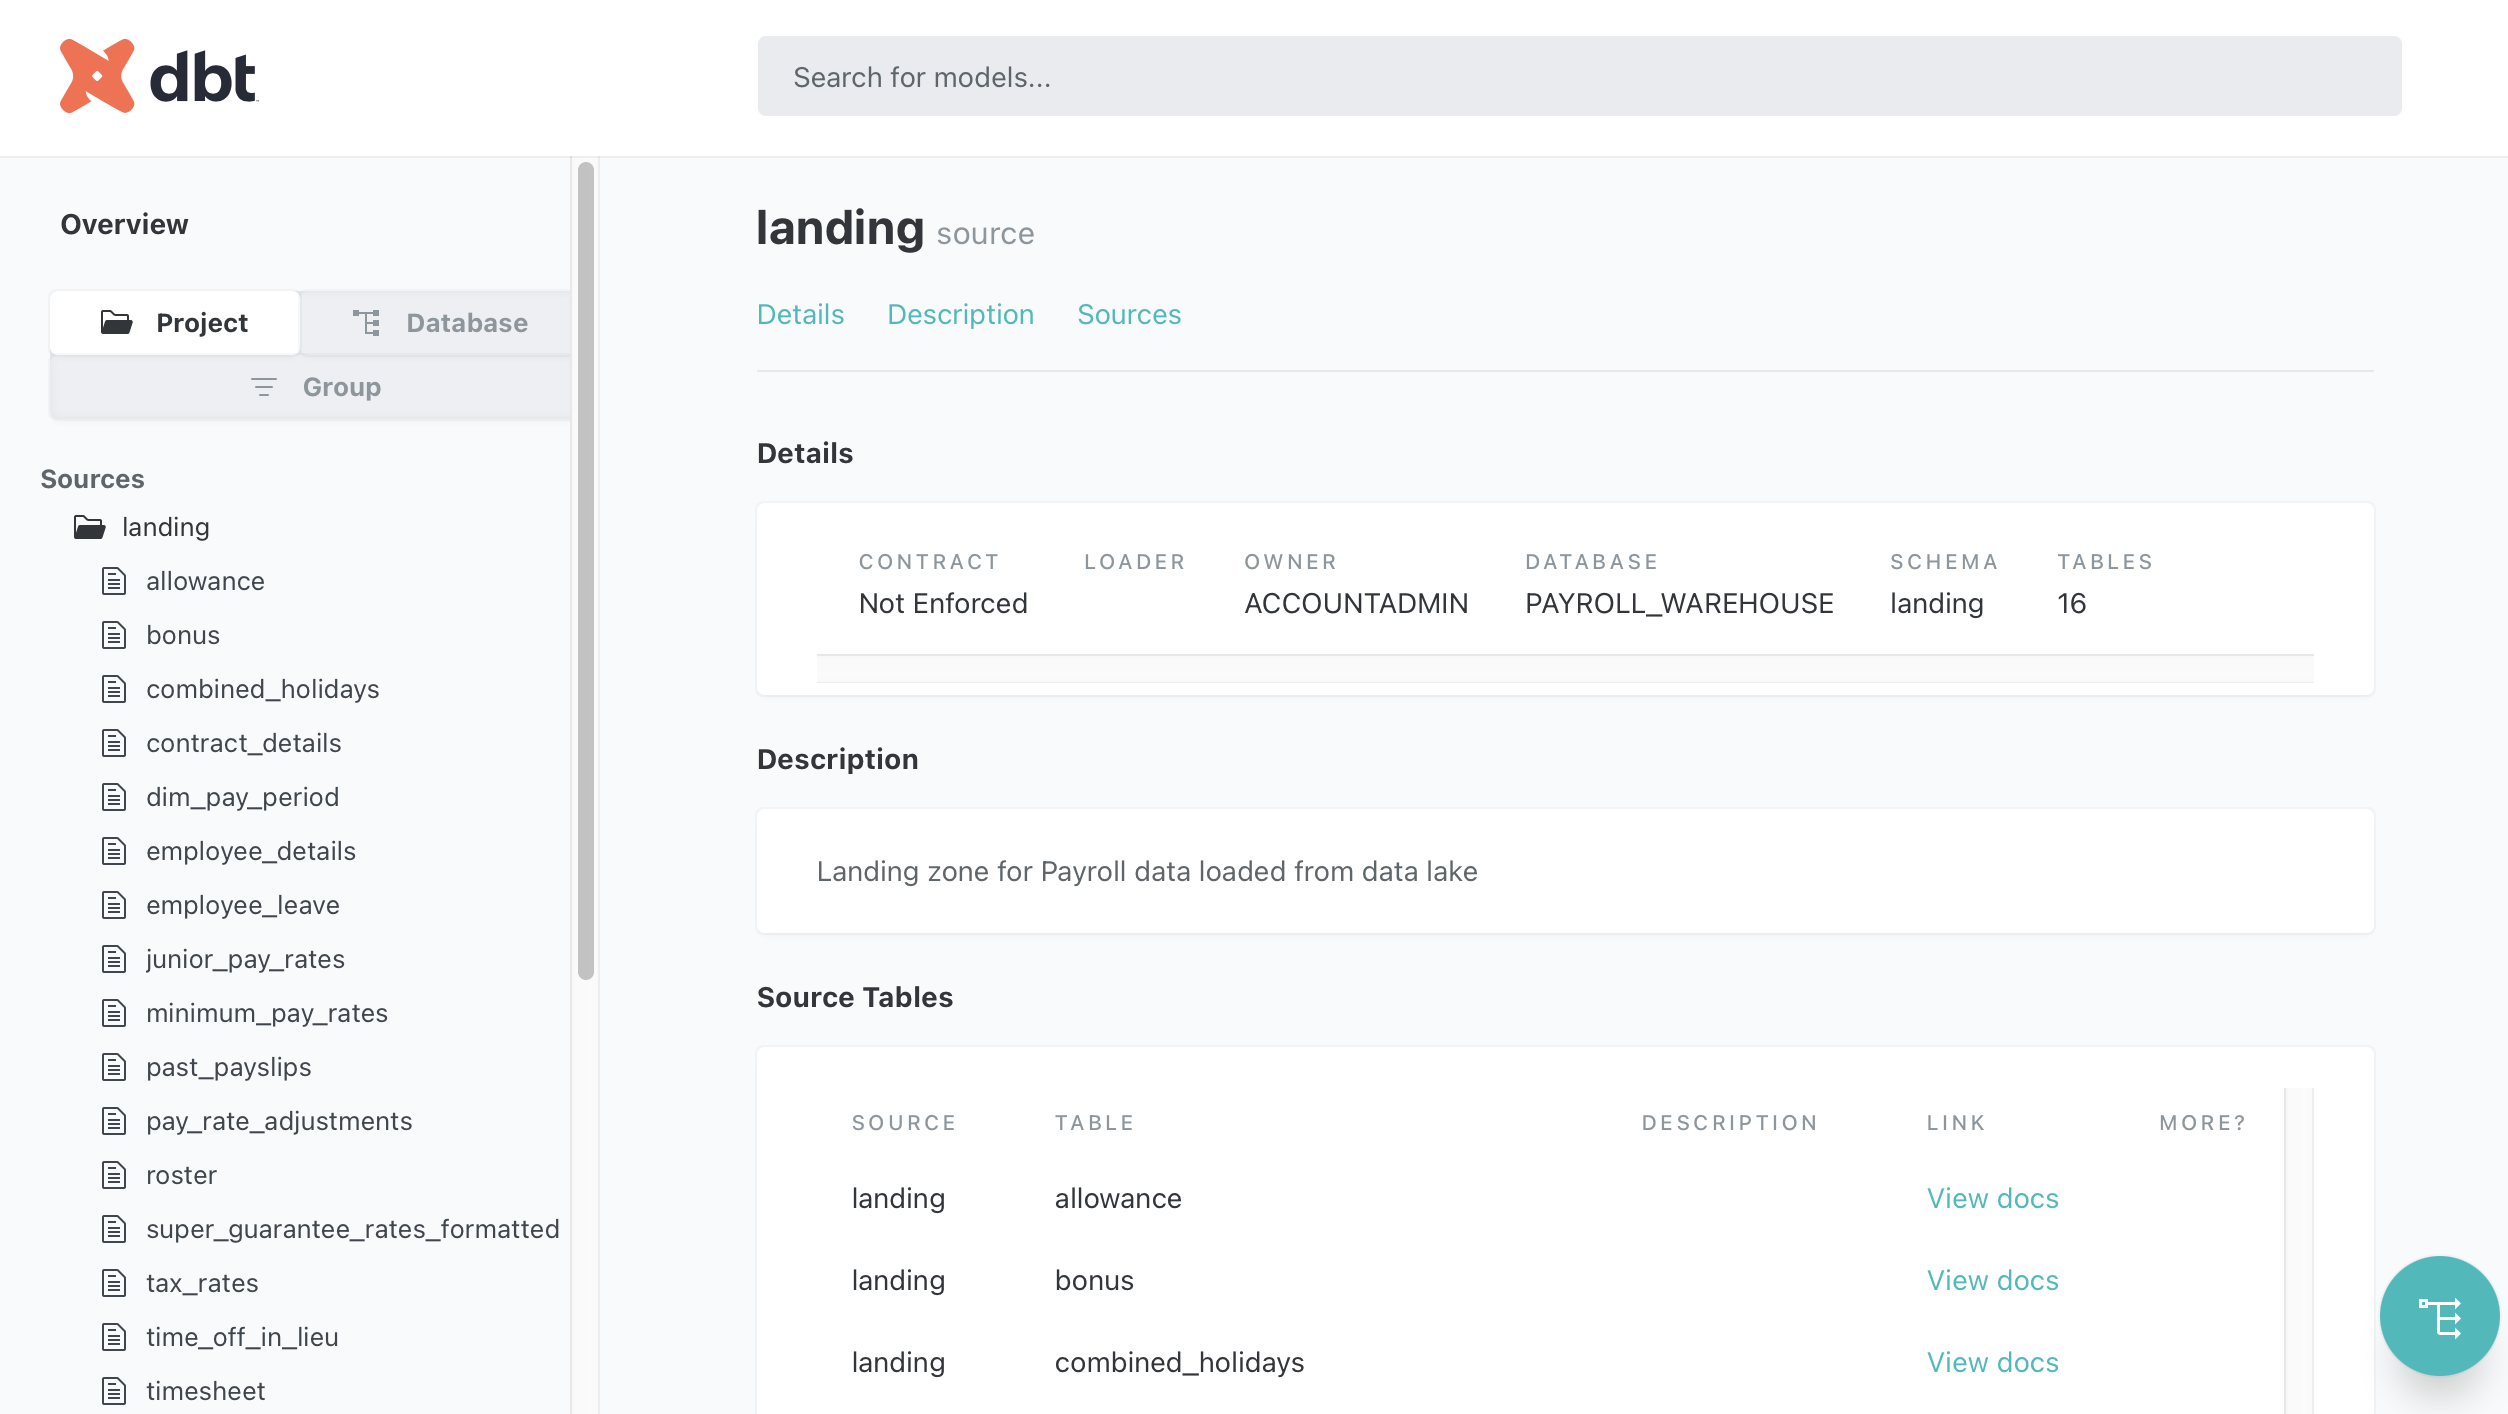 dbt
Search for models...
Overview
Project
Database
Group
Sources
landing
allowance
bonus
combined_holidays
contract_details
dim_pay_period
employee_details
employee_leave
junior_pay_rates
minimum_pay_rates
past_payslips
pay_rate_adjustments
roster
super_guarantee_rates_formatted
tax_rates
time_off_in_lieu
timesheet
landing source
Details Description Sources
Details
CONTRACT LOADER OWNER DATABASE SCHEMA TABLES
Not Enforced ACCOUNTADMIN PAYROLL_WAREHOUSE landing 16
Description
Landing zone for Payroll data loaded from data lake
Source Tables
SOURCE TABLE DESCRIPTION LINK MORE?
landing allowance View docs
landing bonus View docs
landing combined_holidays View docs